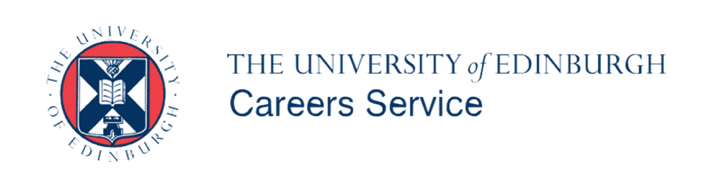 THE UNIVERSITY OF EDINBURGH
THE UNIVERSITY of EDINBURGH
Careers Service